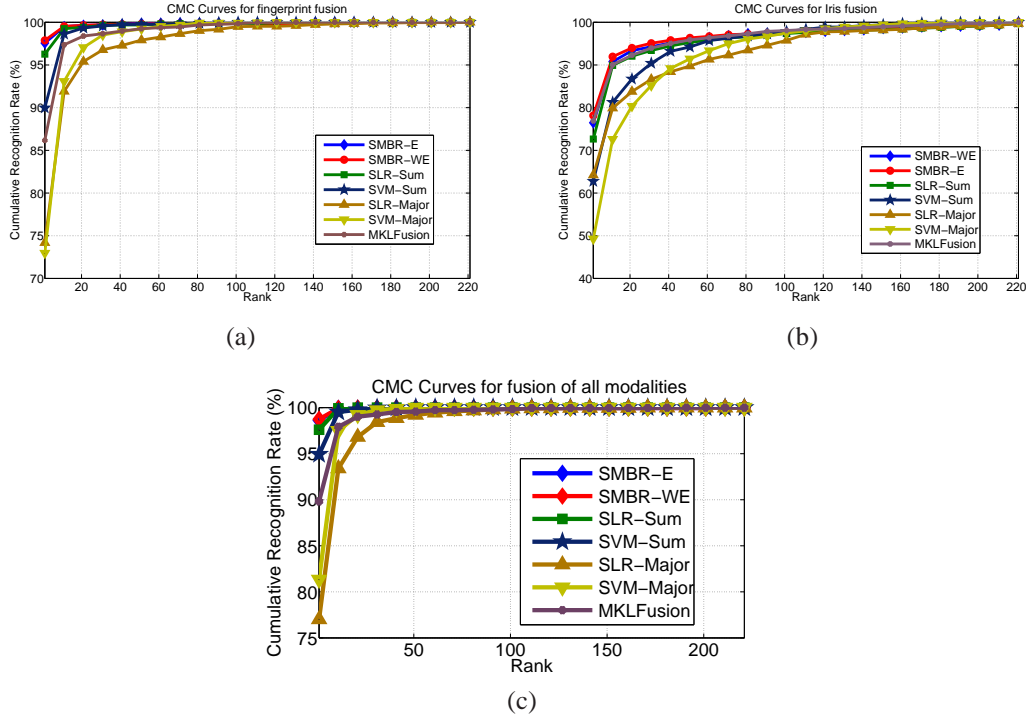 CMC Curves for fingerprint fusion
Cumulative Recognition Rate (%)
100
95
90
85
80
75
70
SMBR−E
SMBR−WE
SLR−Sum
SVM−Sum
SLR−Major
SVM−Major
MKLFusion
20 40 60 80 100 120 140 160 180 200 220
Rank
(a)
CMC Curves for Iris fusion
Cumulative Recognition Rate (%)
100
90
80
70
60
50
40
SMBR−WE
SMBR−E
SLR−Sum
SVM−Sum
SLR−Major
SVM−Major
MKLFusion
20 40 60 80 100 120 140 160 180 200 220
Rank
(b)
CMC Curves for fusion of all modalities
Cumulative Recognition Rate (%)
100
95
90
85
80
75
SMBR−E
SMBR−WE
SLR−Sum
SVM−Sum
SLR−Major
SVM−Major
MKLFusion
50 100 150 200
Rank
(c)